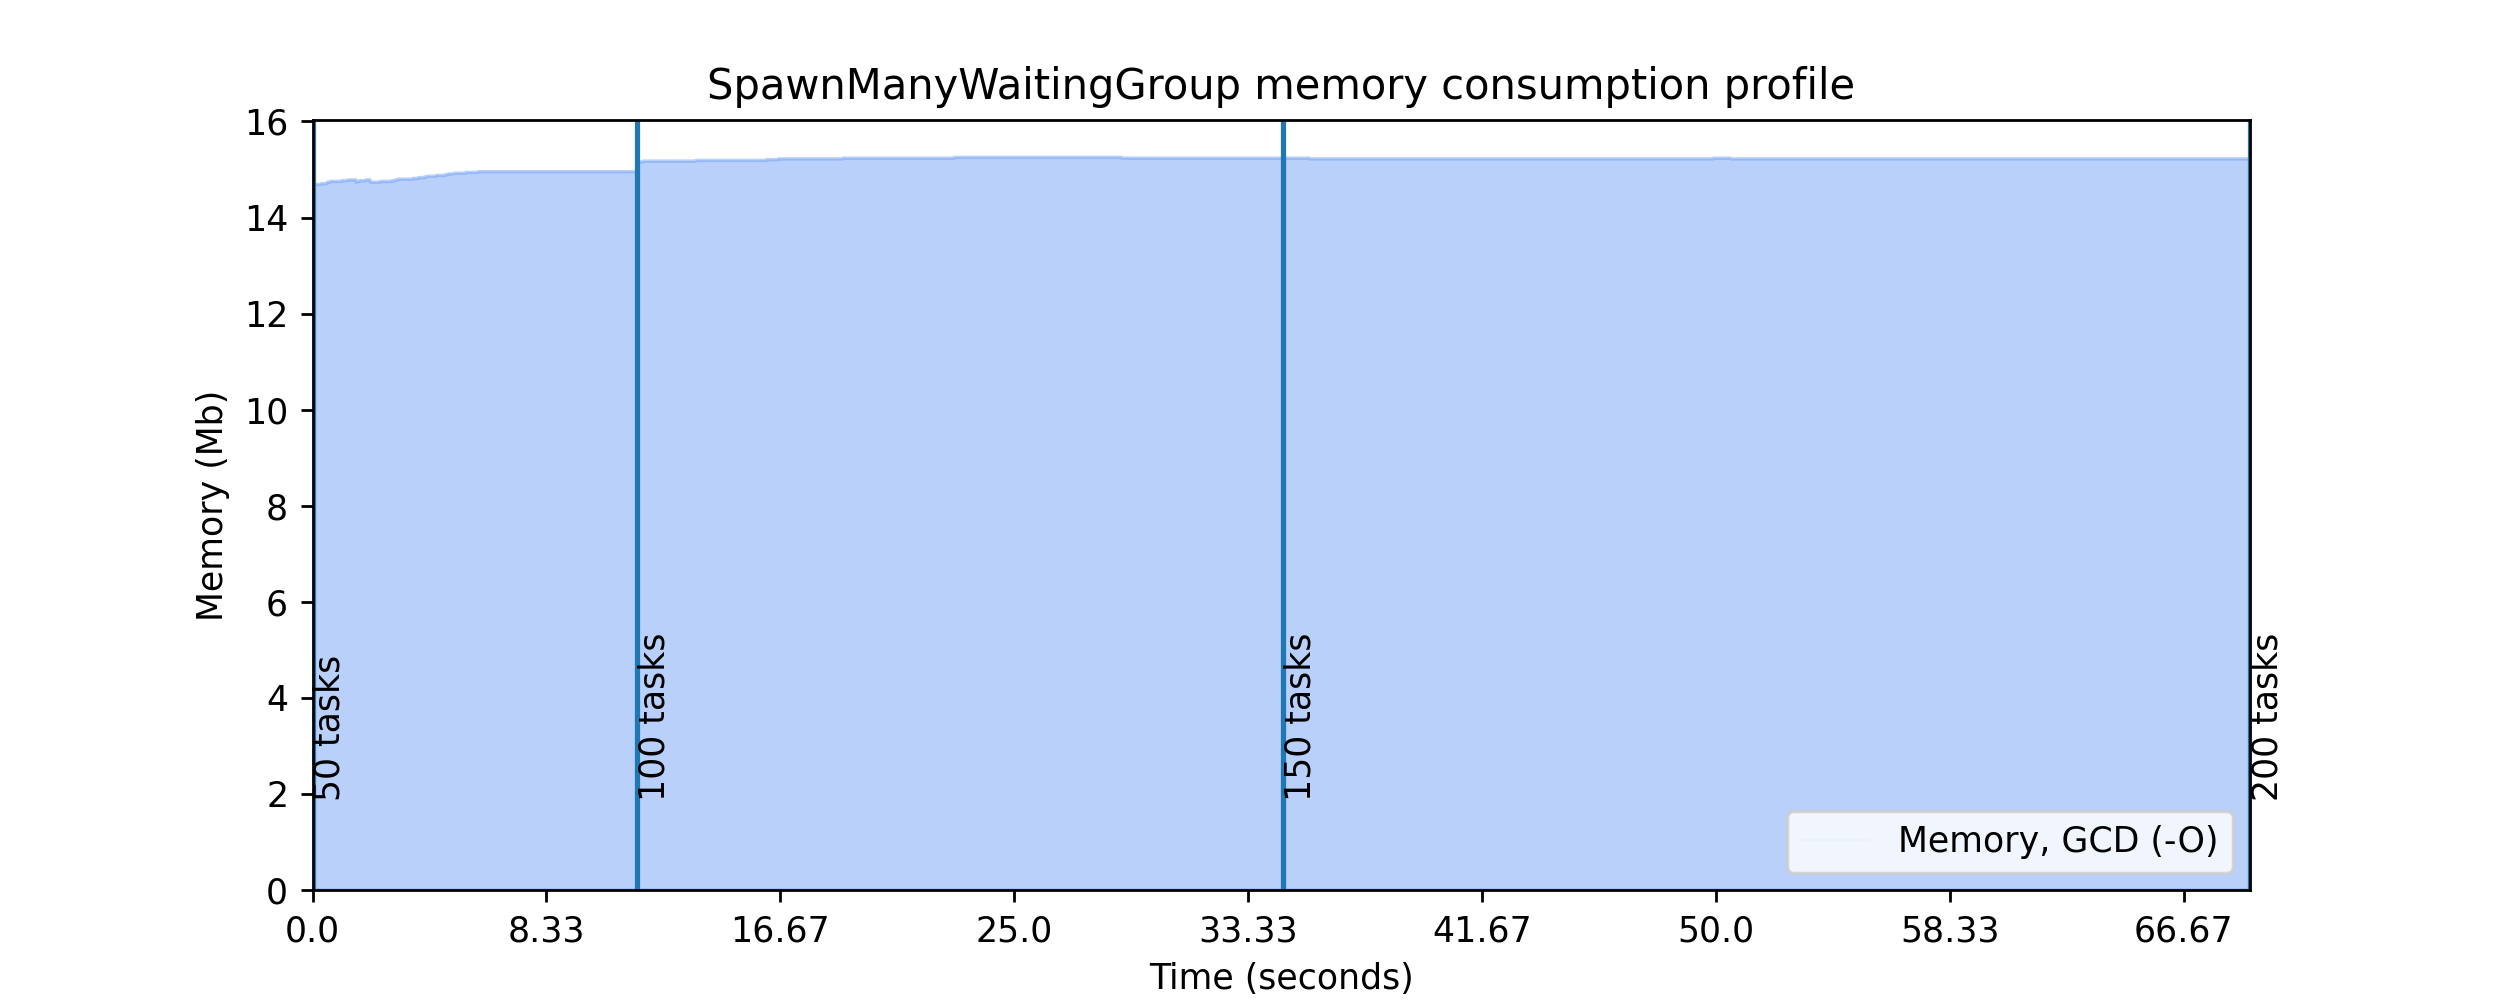 SpawnManyWaitingGroup memory consumption profile
16
14
12
10
8
6
4
2
0
Memory (Mb)
50 tasks
100 tasks
150 tasks
200 tasks
Memory, GCD (-O)
0.0 8.33 16.67 25.0 33.33 41.67 50.0 58.33 66.67
Time (seconds)